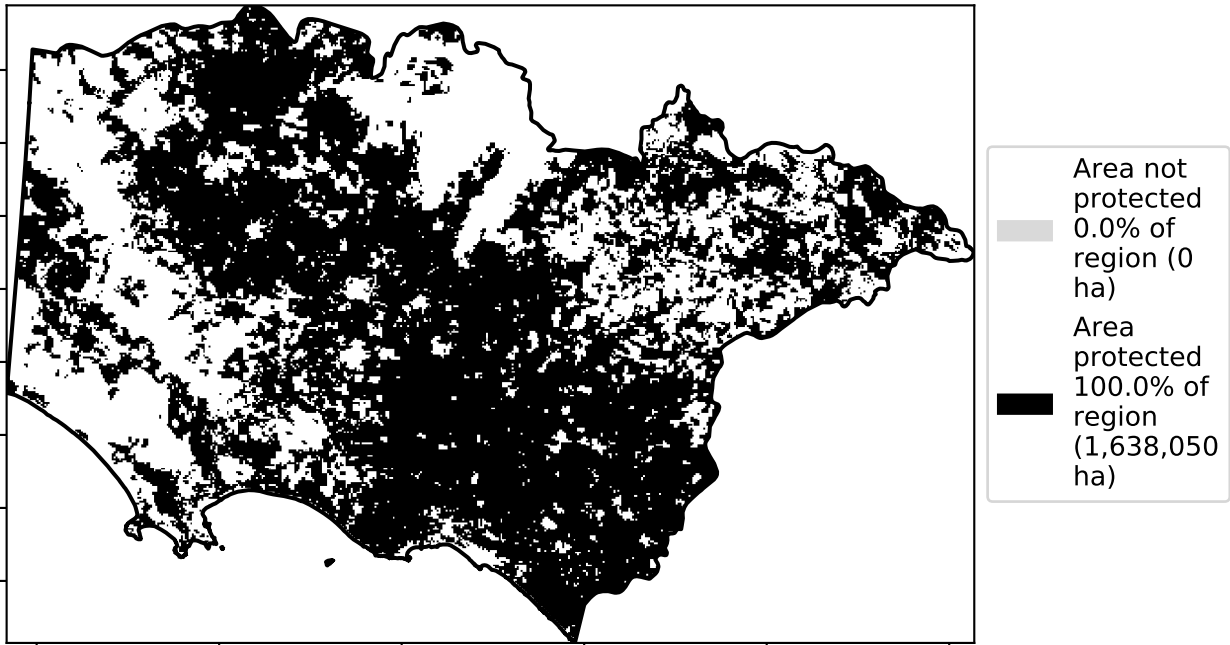 Area not
protected
0.0% of
region (0
ha)
Area
protected
100.0% of
region
(1,638,050
ha)